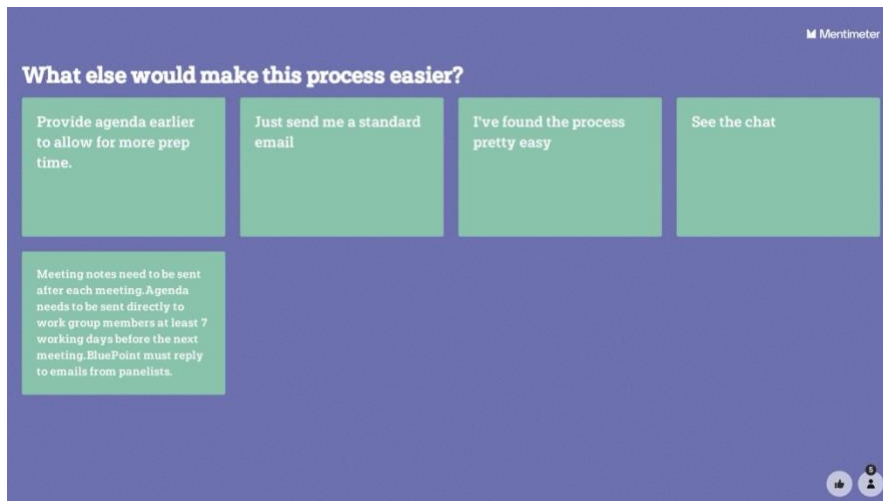 Mentimeter
What else would make this process easier?
Provide agenda earlier
to allow for more prep
time.
Just send me a standard
email
I've found the process
pretty easy
See the chat
Meeting notes need to be sent
after each meeting.Agenda
needs to be sent directly to
work group members at least 7
working days before the next
meeting.BluePoint must reply
to emails from panelists.
5